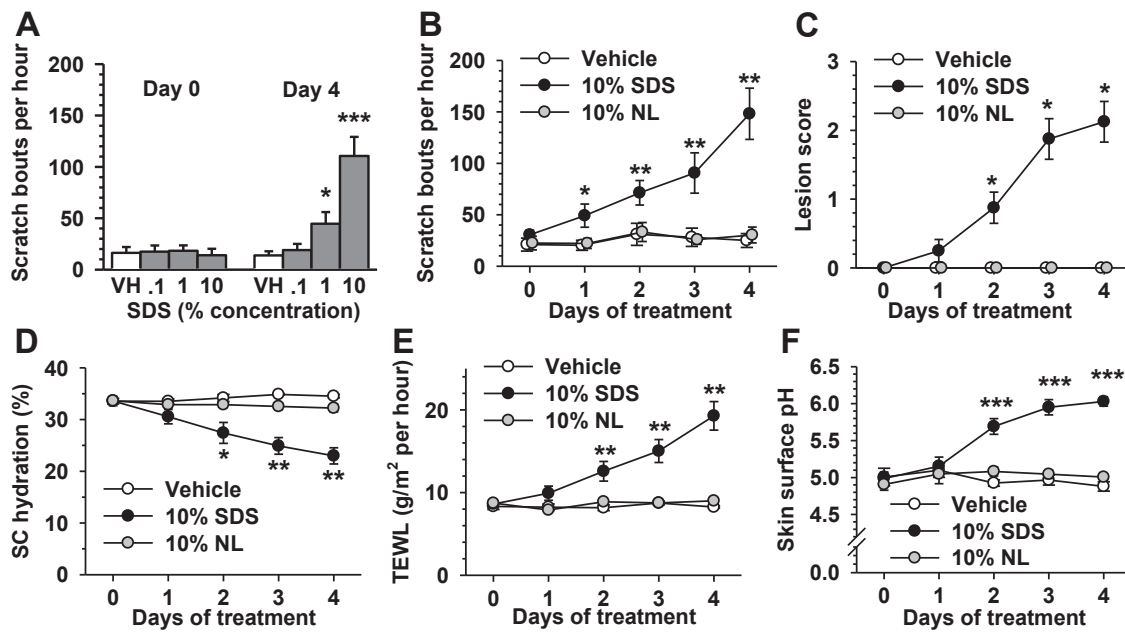 A
Scratch bouts per hour
200
150
100
50
0
Day 0
Day 4
*
***
VH .1 1 10
VH .1 1 10
SDS (% concentration)
B
Scratch bouts per hour
200
150
100
50
0
Vehicle
10% SDS
10% NL
*
**
**
**
0 1 2 3 4
Days of treatment
C
Lesion score
3
2
1
0
Vehicle
10% SDS
10% NL
*
*
*
0 1 2 3 4
Days of treatment
D
SC hydration (%)
40
30
20
10
0
*
**
**
Vehicle
10% SDS
10% NL
0 1 2 3 4
Days of treatment
E
TEWL (g/m² per hour)
20
10
0
Vehicle
10% SDS
10% NL
**
**
**
0 1 2 3 4
Days of treatment
F
Skin surface pH
6.5
6.0
5.5
5.0
4.5
0.0
***
***
***
Vehicle
10% SDS
10% NL
0 1 2 3 4
Days of treatment